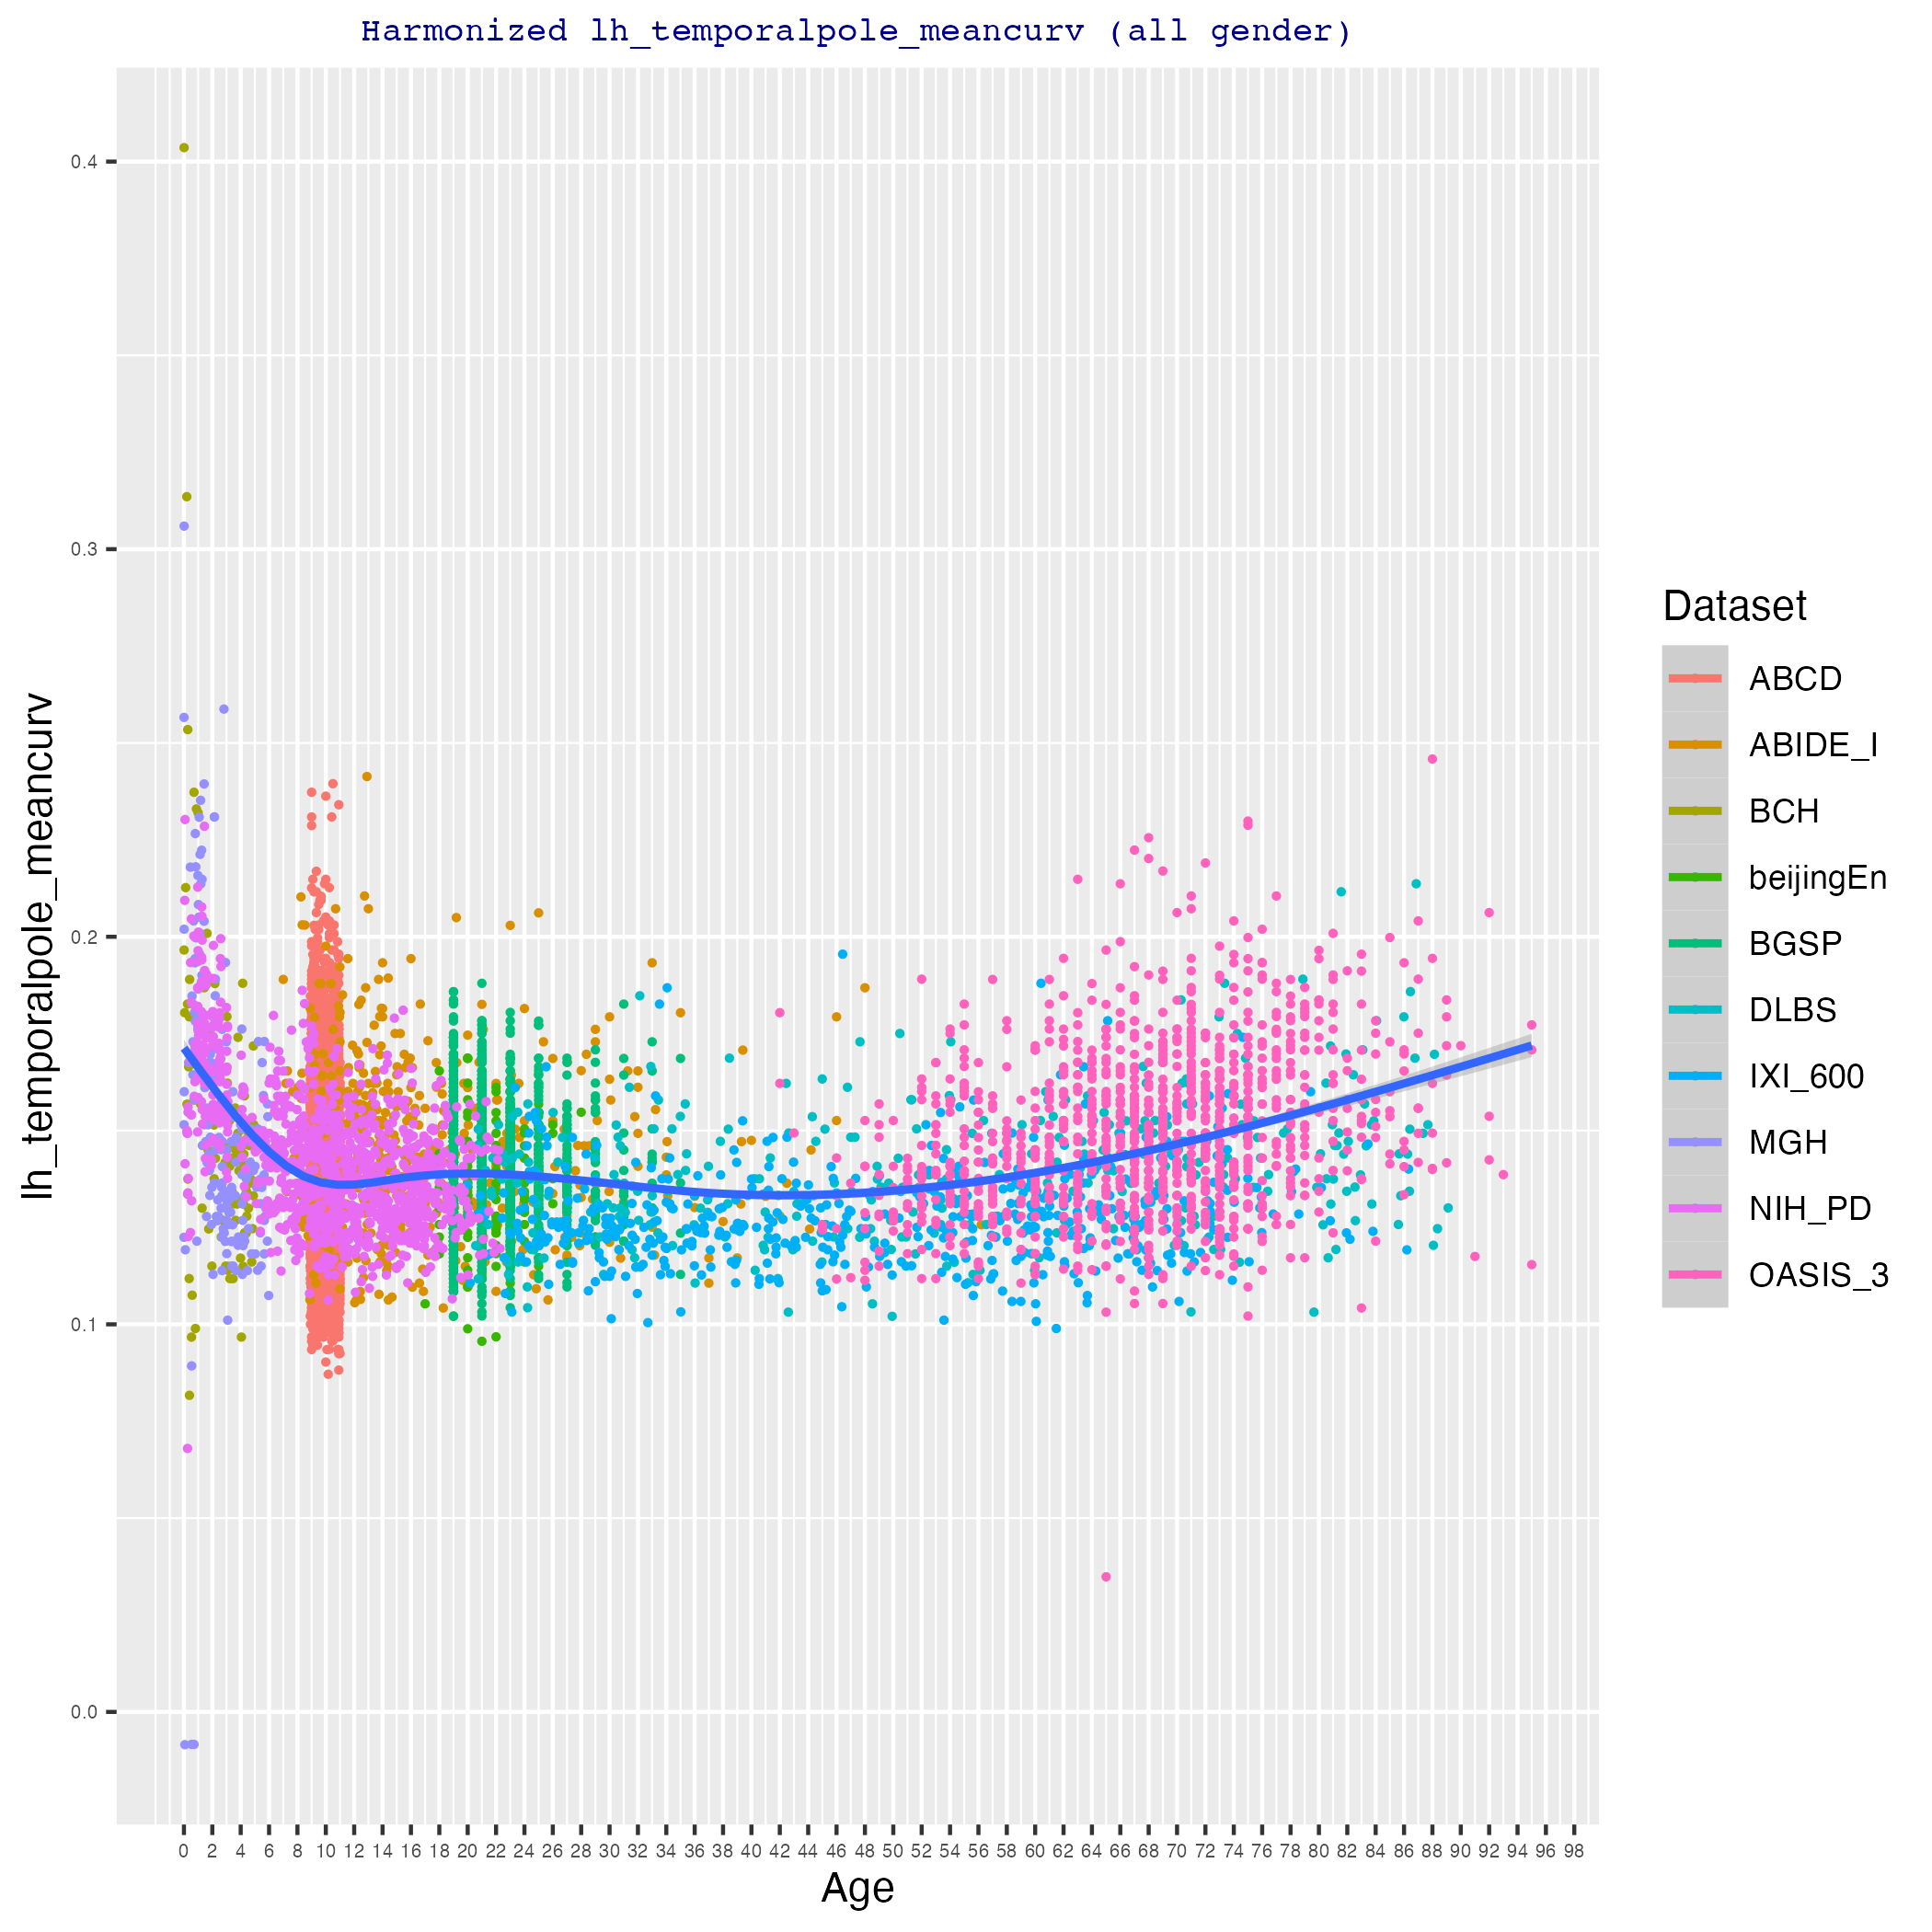 Harmonized lh_temporalpole_meancurv (all gender)
lh_temporalpole_meancurv
0.4
0.3
0.2
0.1
0.0
0 2 4 6 8 10 12 14 16 18 20 22 24 26 28 30 32 34 36 38 40 42 44 46 48 50 52 54 56 58 60 62 64 66 68 70 72 74 76 78 80 82 84 86 88 90 92 94 96 98
Age
Dataset
ABCD
ABIDE_I
BCH
beijingEn
BGSP
DLBS
IXI_600
MGH
NIH_PD
OASIS_3